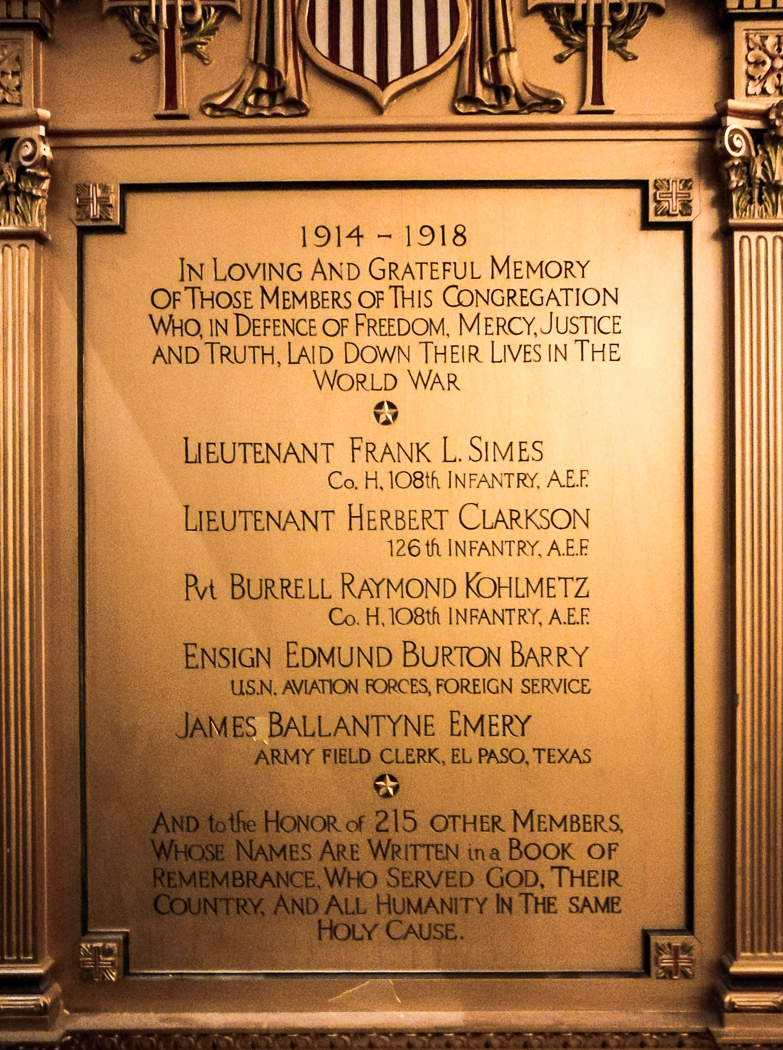 1914 – 1918
IN LOVING AND GRATEFUL MEMORY
OF THOSE MEMBERS OF THIS CONGREGATION
WHO, IN DEFENCE OF FREEDOM, MERCY, JUSTICE
AND TRUTH, LAID DOWN THEIR LIVES IN THE
WORLD WAR
LIEUTENANT FRANK L. SIMES
Co. H, 108th INFANTRY, A.E.F.
LIEUTENANT HERBERT CLARKSON
126th INFANTRY, A.E.F.
Pvt BURRELL RAYMOND KOHLMETZ
Co. H, 108th INFANTRY, A.E.F.
ENSIGN EDMUND BURTON BARRY
U.S.N. AVIATION FORCES, FOREIGN SERVICE
JAMES BALLANTYNE EMERY
ARMY FIELD CLERK, EL PASO, TEXAS
AND to the HONOR of 215 OTHER MEMBERS,
WHOSE NAMES ARE WRITTEN in a BOOK OF
REMEMBRANCE, WHO SERVED GOD, THEIR
COUNTRY, AND ALL HUMANITY IN THE SAME
HOLY CAUSE.